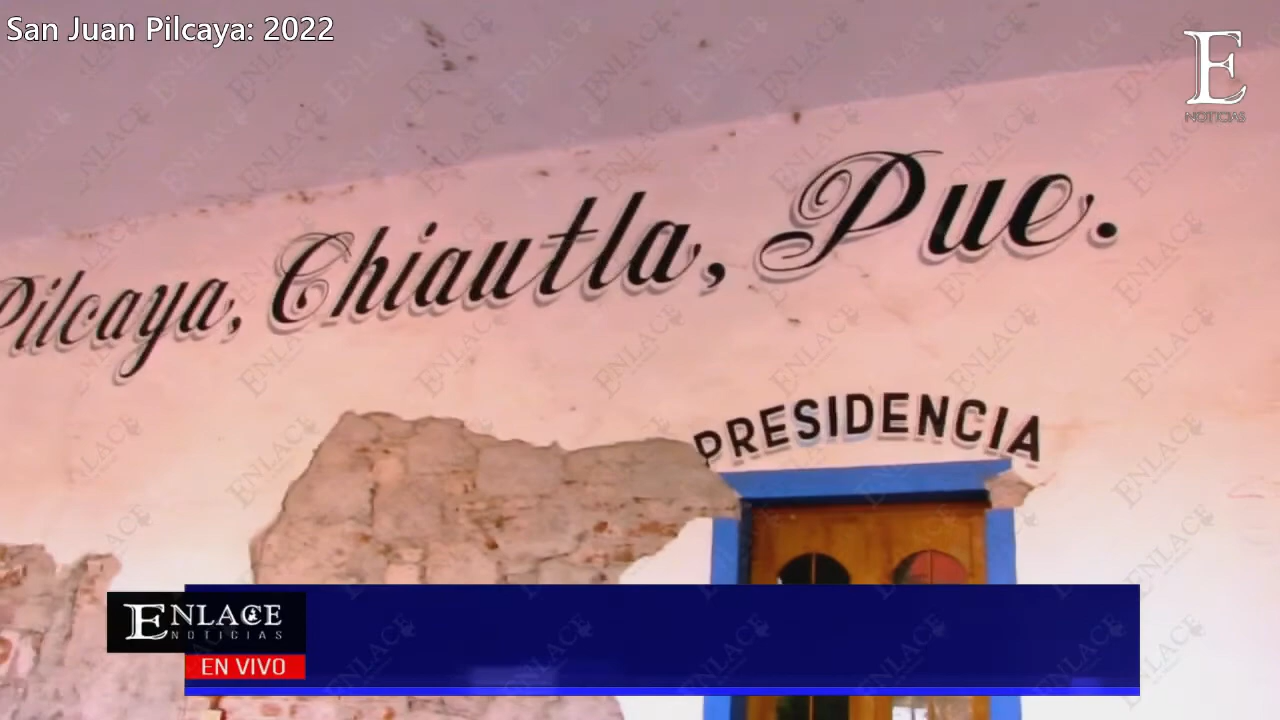 San Juan Pilcaya: 2022
E
NOTICIAS
Pilcaya, Chiautla, Pue.
PRESIDENCIA
ENLACE
NOTICIAS
EN VIVO